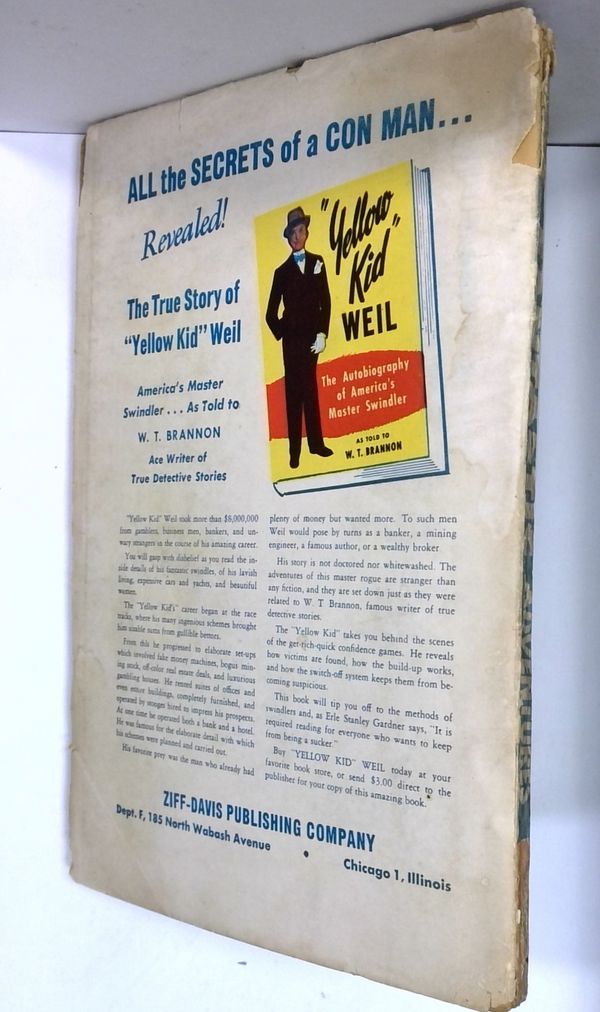 ALL the SECRETS of a CON MAN...
Revealed!
The True Story of
"Yellow Kid" Weil
America's Master
Swindler . . . As Told to
W. T. BRANNON
Ace Writer of
True Detective Stories
"Yellow
Kid"
WEIL
The Autobiography
of America's
Master Swindler
AS TOLD TO
W. T. BRANNON
"Yellow Kid" Weil took more than $8,000,000
from gamblers, business men, bankers, and un-
wary strangers in the course of his amazing career.
You will gasp with disbelief as you read the in-
side details of his fantastic swindles, of his lavish
living, expensive cars and yachts, and beautiful
women.
The "Yellow Kid's" career began at the race
tracks, where his many ingenious schemes brought
him sizable sums from gullible bettors.
From this he progressed to elaborate set-ups
which involved fake money machines, bogus min-
ing stock, off-color real estate deals, and luxurious
gambling houses. He rented suites of offices and
even entire buildings, completely furnished, and
operated by stooges hired to impress his prospects.
At one time he operated both a bank and a hotel.
He was famous for the elaborate detail with which
his schemes were planned and carried out.
His favorite prey was the man who already had
plenty of money but wanted more. To such men
Weil would pose by turns as a banker, a mining
engineer, a famous author, or a wealthy broker
His story is not doctored nor whitewashed. The
adventures of this master rogue are stranger than
any fiction, and they are set down just as they were
related to W. T Brannon, famous writer of true
detective stories.
The "Yellow Kid" takes you behind the scenes
of the get-rich-quick confidence games. He reveals
how victims are found, how the build-up works,
and how the switch-off system keeps them from be-
coming suspicious.
This book will tip you off to the methods of
swindlers and, as Erle Stanley Gardner says, "It is
required reading for everyone who wants to keep
from being a sucker."
Buy "YELLOW KID" WEIL today at your
favorite book store, or send $3.00 direct to the
publisher for your copy of this amazing book.
ZIFF-DAVIS PUBLISHING COMPANY
Dept. F, 185 North Wabash Avenue • Chicago 1, Illinois
ADVENTURES